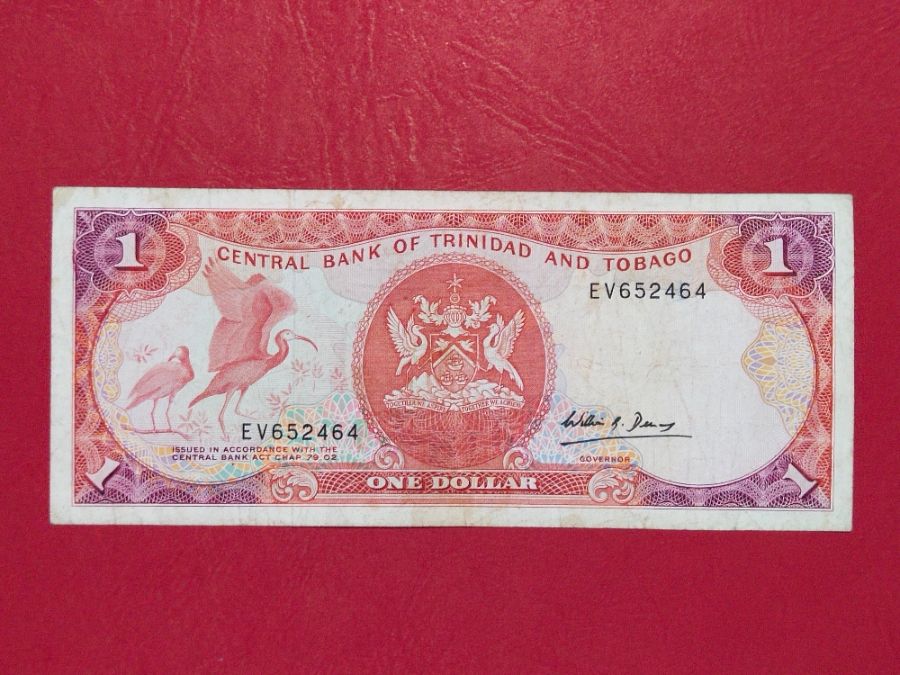 1
1
CENTRAL BANK OF TRINIDAD AND TOBAGO
EV652464
EV652464
ISSUED IN ACCORDANCE WITH THE
CENTRAL BANK ACT CHAP. 79.02
GOVERNOR
1
ONE DOLLAR
1